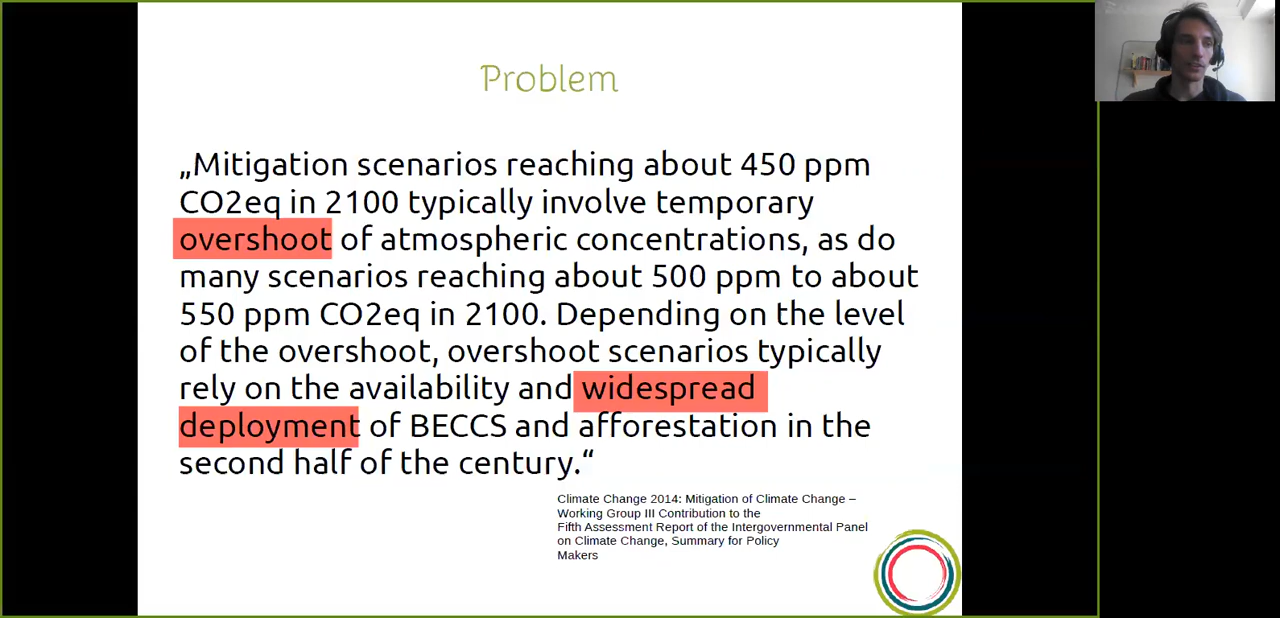 Problem
„Mitigation scenarios reaching about 450 ppm
CO2eq in 2100 typically involve temporary
overshoot of atmospheric concentrations, as do
many scenarios reaching about 500 ppm to about
550 ppm CO2eq in 2100. Depending on the level
of the overshoot, overshoot scenarios typically
rely on the availability and widespread
deployment of BECCS and afforestation in the
second half of the century.“
Climate Change 2014: Mitigation of Climate Change –
Working Group III Contribution to the
Fifth Assessment Report of the Intergovernmental Panel
on Climate Change, Summary for Policy
Makers